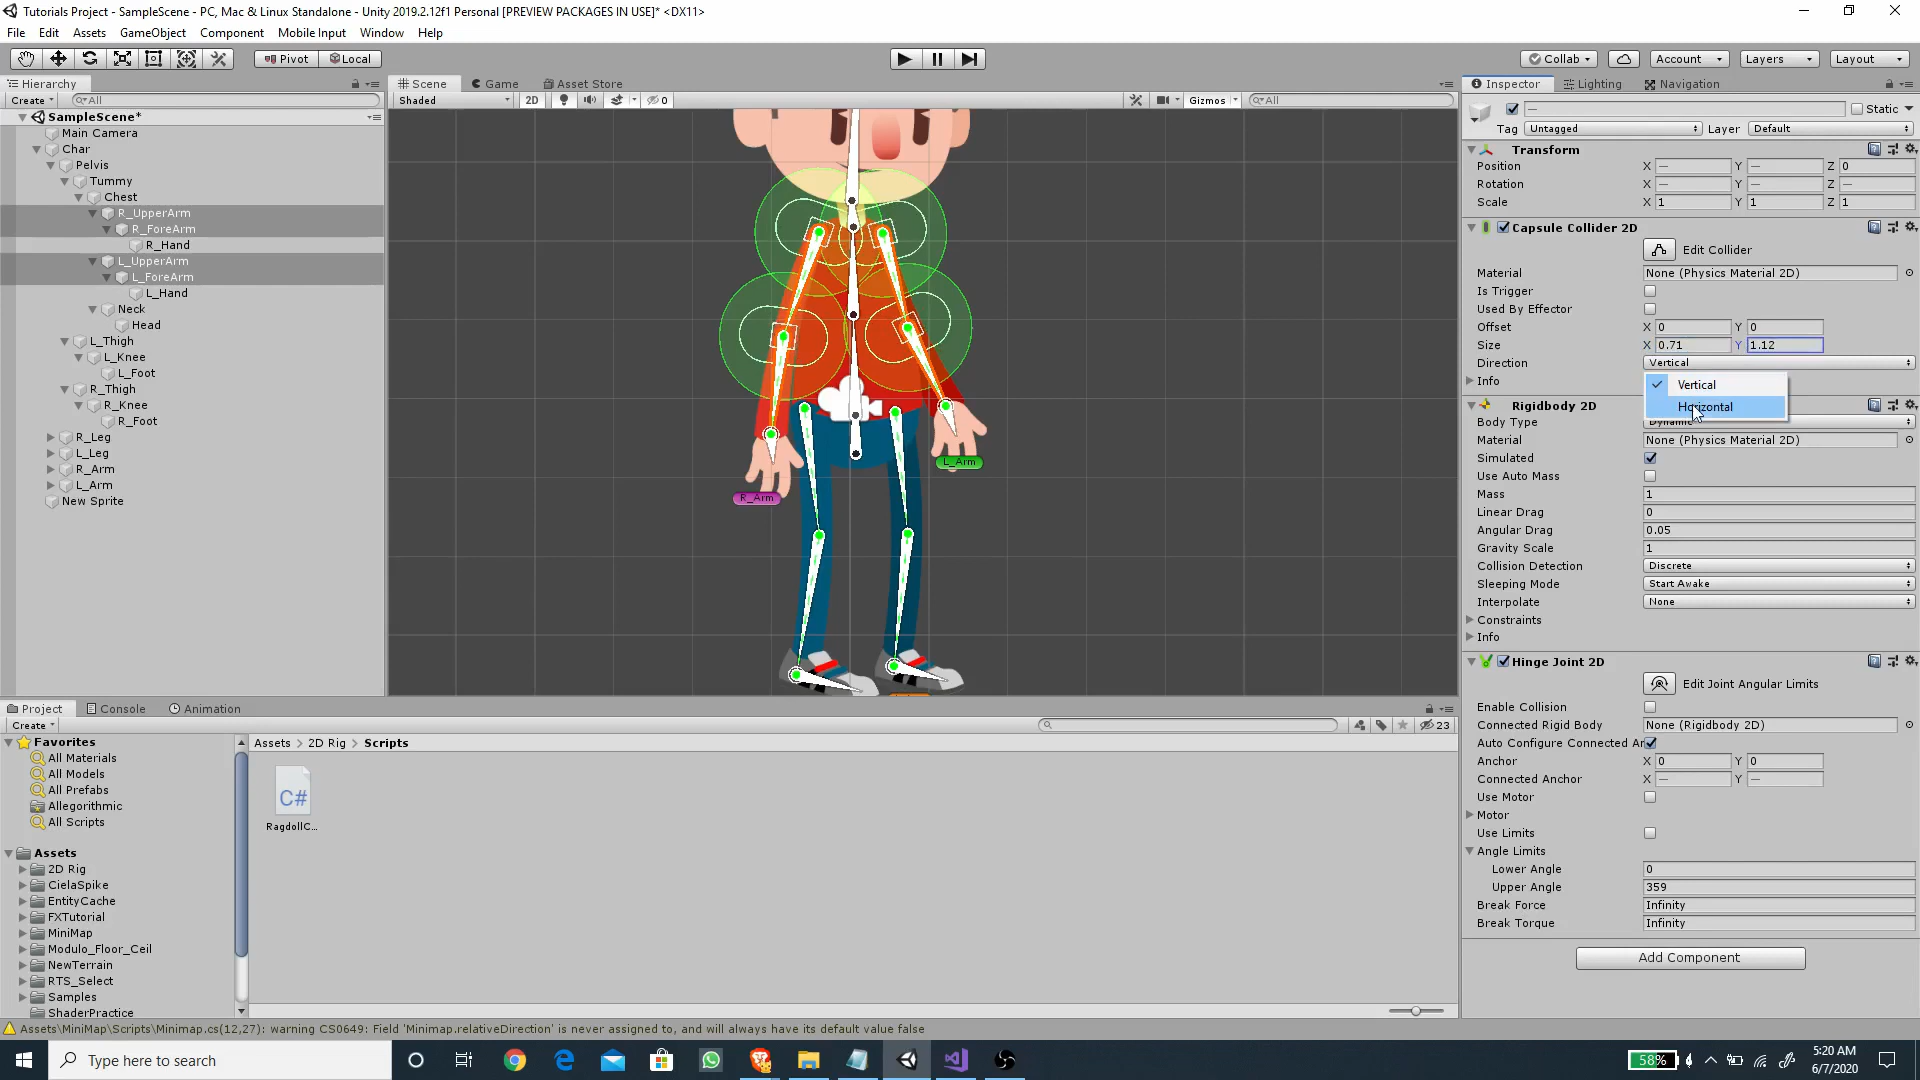 Tutorials Project - SampleScene - PC, Mac & Linux Standalone - Unity 2019.2.12f1 Personal [PREVIEW PACKAGES IN USE]* <DX11>
File Edit Assets GameObject Component Mobile Input Window Help
Pivot Local Collab Account Layers Layout
Hierarchy
Create All
SampleScene*
Main Camera
Char
Pelvis
Tummy
Chest
R_UpperArm
R_ForeArm
R_Hand
L_UpperArm
L_ForeArm
L_Hand
Neck
Head
L_Thigh
L_Knee
L_Foot
R_Thigh
R_Knee
R_Foot
R_Leg
L_Leg
R_Arm
L_Arm
New Sprite
Scene Game Asset Store
Shaded 2D 0 Gizmos All
L_Arm
R_Arm
Inspector Lighting Navigation
— Static
Tag Untagged Layer Default
Transform
Position X — Y — Z 0
Rotation X — Y — Z —
Scale X 1 Y 1 Z 1
Capsule Collider 2D
Edit Collider
Material None (Physics Material 2D)
Is Trigger
Used By Effector
Offset X 0 Y 0
Size X 0.71 Y 1.12
Direction Vertical
Info
Vertical
Horizontal
Rigidbody 2D
Body Type Dynamic
Material None (Physics Material 2D)
Simulated
Use Auto Mass
Mass 1
Linear Drag 0
Angular Drag 0.05
Gravity Scale 1
Collision Detection Discrete
Sleeping Mode Start Awake
Interpolate None
Constraints
Info
Hinge Joint 2D
Edit Joint Angular Limits
Enable Collision
Connected Rigid Body None (Rigidbody 2D)
Auto Configure Connected Ar
Anchor X 0 Y 0
Connected Anchor X — Y —
Use Motor
Motor
Use Limits
Angle Limits
Lower Angle 0
Upper Angle 359
Break Force Infinity
Break Torque Infinity
Add Component
Project Console Animation
Create 23
Favorites
All Materials
All Models
All Prefabs
Allegorithmic
All Scripts
Assets
2D Rig
CielaSpike
EntityCache
FXTutorial
MiniMap
Modulo_Floor_Ceil
NewTerrain
RTS_Select
Samples
ShaderPractice
Assets > 2D Rig > Scripts
C#
RagdollC...
Assets\MiniMap\Scripts\Minimap.cs(12,27): warning CS0649: Field 'Minimap.relativeDirection' is never assigned to, and will always have its default value false
Type here to search
58%
5:20 AM
6/7/2020